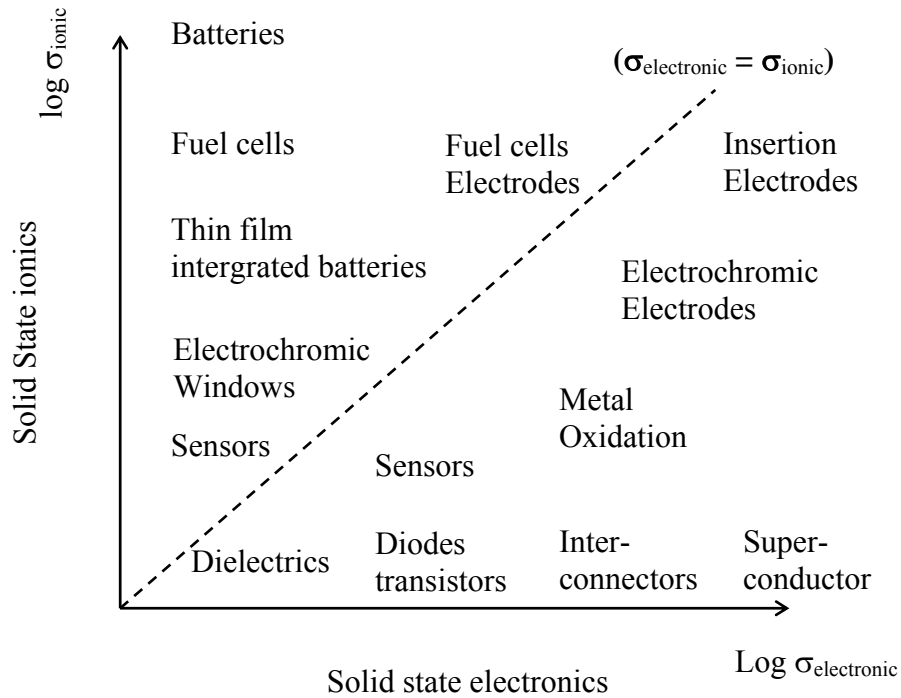 Batteries
log σionic
(σelectronic = σionic)
Fuel cells
Fuel cells
Electrodes
Insertion
Electrodes
Thin film
intergrated batteries
Electrochromic
Electrodes
Solid State ionics
Electrochromic
Windows
Metal
Oxidation
Sensors
Sensors
Dielectrics
Diodes
transistors
Inter-
connectors
Super-
conductor
Log σelectronic
Solid state electronics